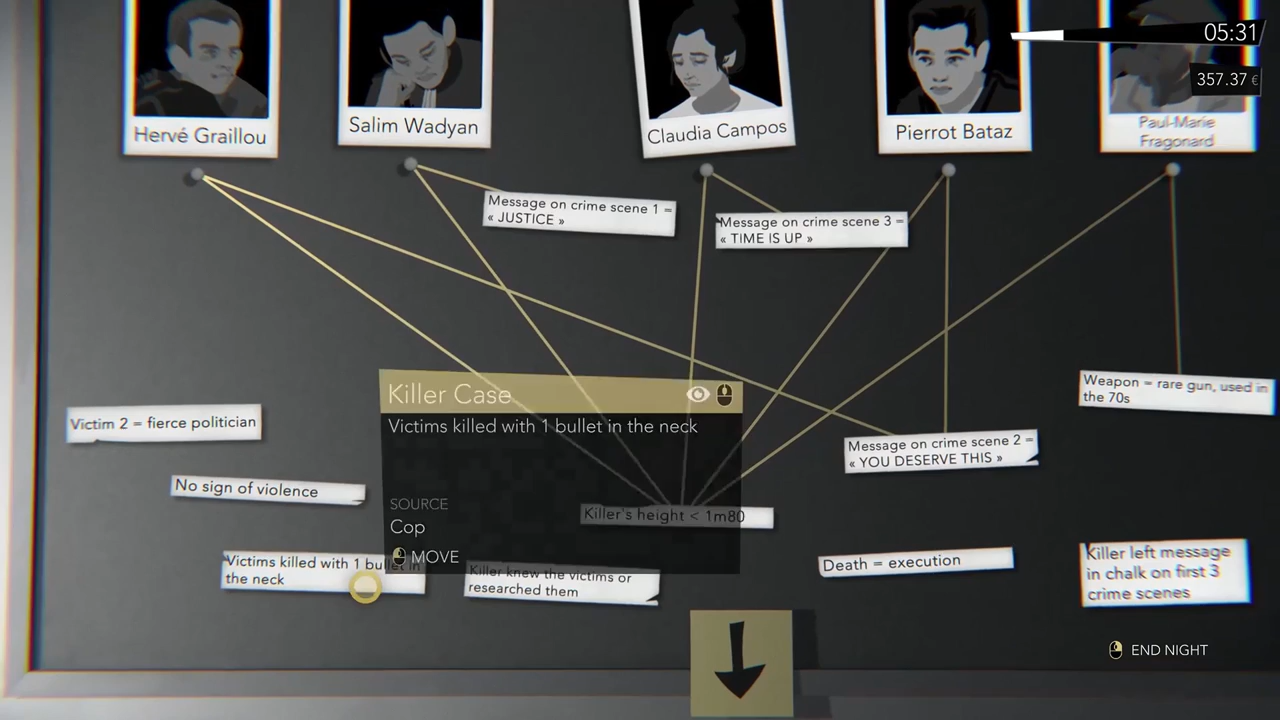 05:31
357.37 €
Hervé Graillou
Salim Wadyan
Claudia Campos
Pierrot Bataz
Paul-Marie
Fragonard
Message on crime scene 1 =
« JUSTICE »
Message on crime scene 3 =
« TIME IS UP »
Weapon = rare gun, used in
the 70s
Killer Case
Victims killed with 1 bullet in the neck
SOURCE
Cop
MOVE
Victim 2 = fierce politician
Message on crime scene 2 =
« YOU DESERVE THIS »
No sign of violence
Killer's height < 1m80
Victims killed with 1 bullet in
the neck
Killer knew the victims or
researched them
Death = execution
Killer left message
in chalk on first 3
crime scenes
END NIGHT